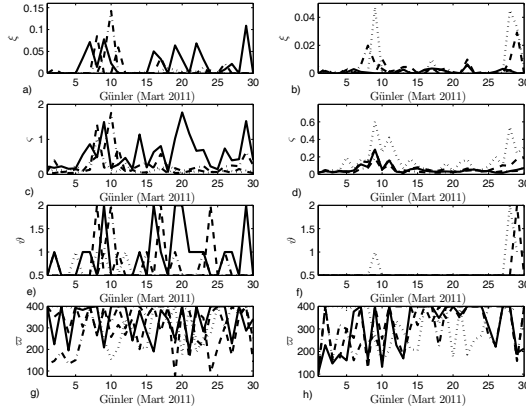 0.15
0.1
0.05
0
ξ
5 10 15 20 25 30
a) Günler (Mart 2011)
0.04
0.02
0
ξ
5 10 15 20 25 30
b) Günler (Mart 2011)
2
1
0
ς
5 10 15 20 25 30
c) Günler (Mart 2011)
0.6
0.4
0.2
0
ς
5 10 15 20 25 30
d) Günler (Mart 2011)
2
1.5
1
0.5
ϑ
5 10 15 20 25 30
e) Günler (Mart 2011)
2
1.5
1
0.5
ϑ
5 10 15 20 25 30
f) Günler (Mart 2011)
400
300
200
100
ϖ
5 10 15 20 25 30
g) Günler (Mart 2011)
400
300
200
100
ϖ
5 10 15 20 25 30
h) Günler (Mart 2011)